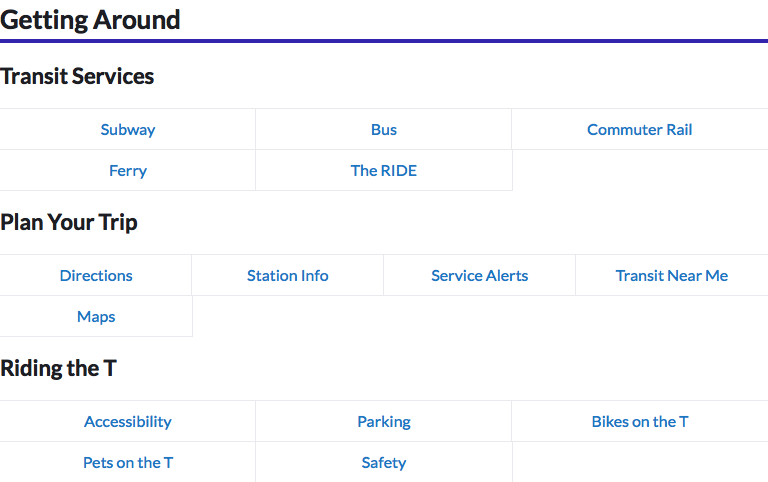 Getting Around
Transit Services
Subway Bus Commuter Rail
Ferry The RIDE
Plan Your Trip
Directions Station Info Service Alerts Transit Near Me
Maps
Riding the T
Accessibility Parking Bikes on the T
Pets on the T Safety